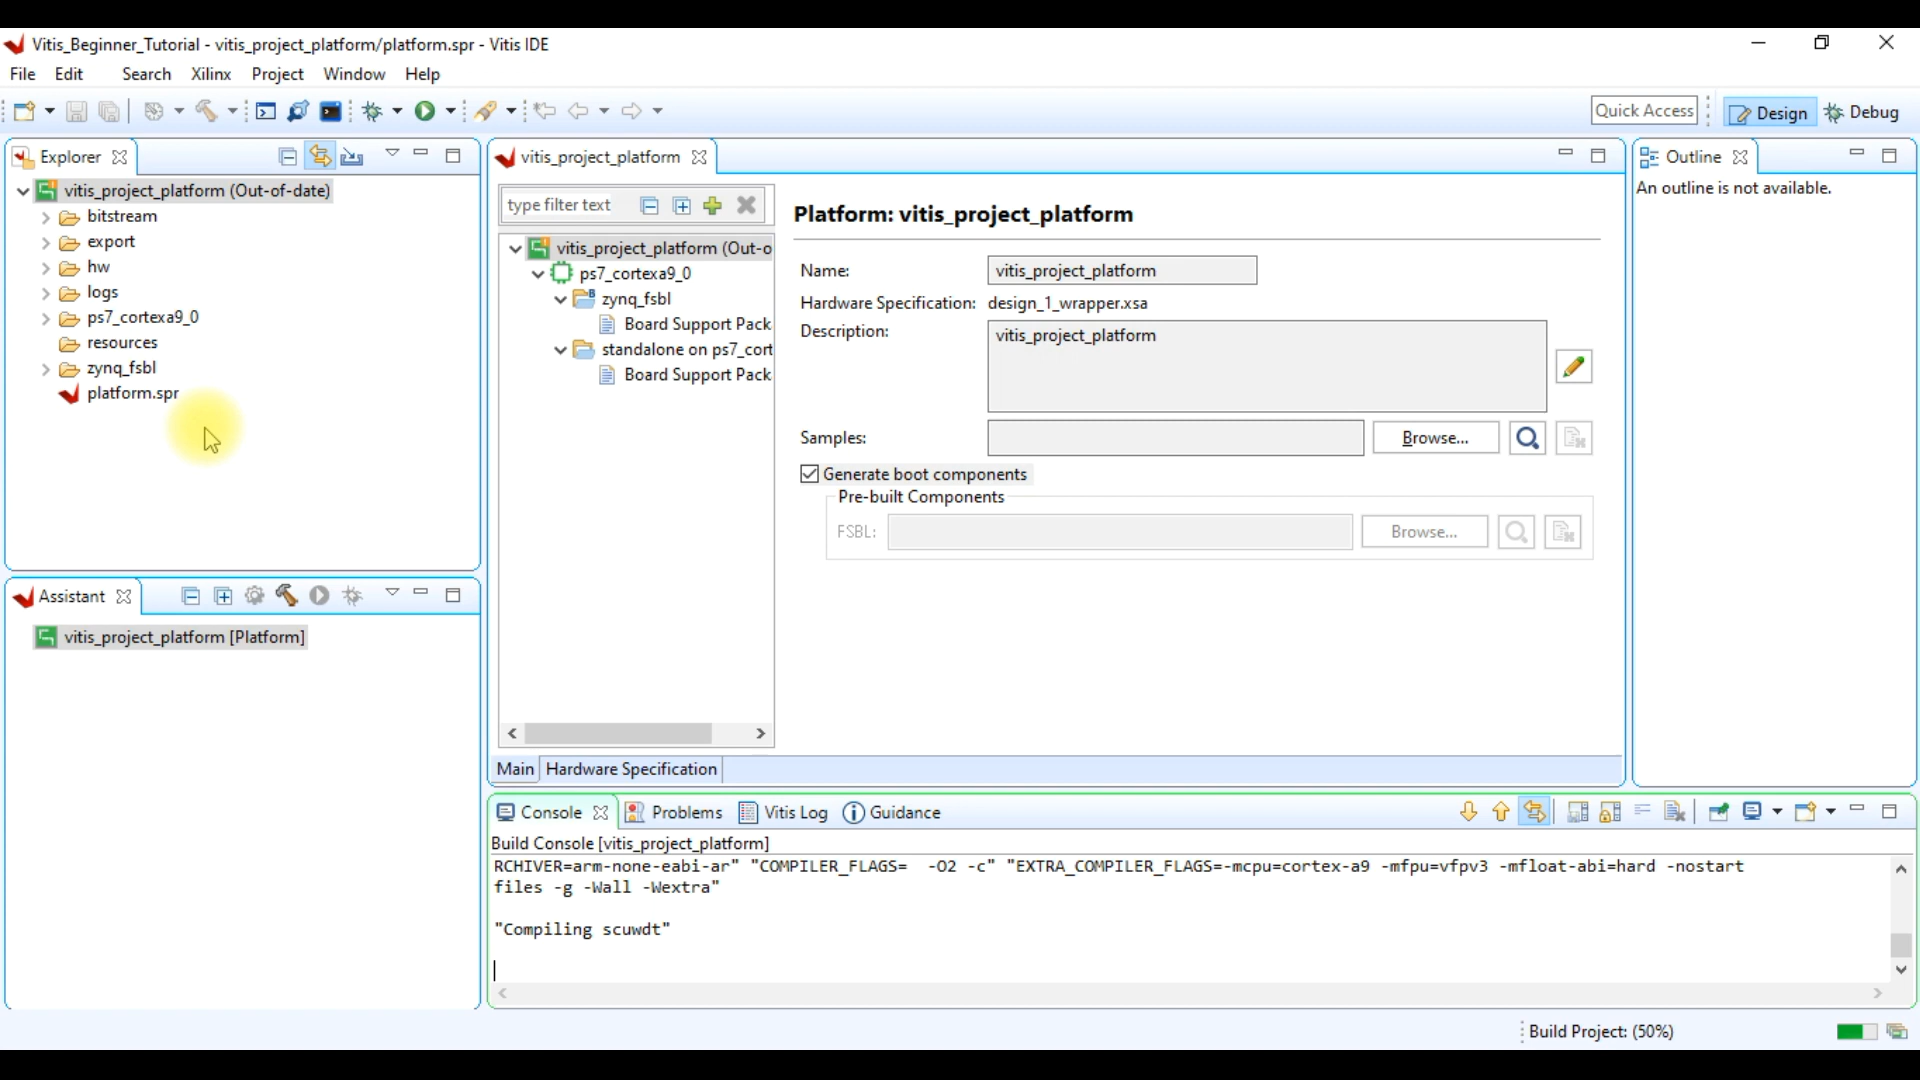 Vitis_Beginner_Tutorial - vitis_project_platform/platform.spr - Vitis IDE
File Edit Search Xilinx Project Window Help
Quick Access Design Debug
Explorer
vitis_project_platform (Out-of-date)
bitstream
export
hw
logs
ps7_cortexa9_0
resources
zynq_fsbl
platform.spr
Assistant
vitis_project_platform [Platform]
vitis_project_platform
type filter text
vitis_project_platform (Out-o
ps7_cortexa9_0
zynq_fsbl
Board Support Pack
standalone on ps7_cort
Board Support Pack
Platform: vitis_project_platform
Name: vitis_project_platform
Hardware Specification: design_1_wrapper.xsa
Description: vitis_project_platform
Samples: Browse...
Generate boot components
Pre-built Components
FSBL: Browse...
Main Hardware Specification
Outline
An outline is not available.
Console Problems Vitis Log Guidance
Build Console [vitis_project_platform]
RCHIVER=arm-none-eabi-ar" "COMPILER_FLAGS=  -O2 -c" "EXTRA_COMPILER_FLAGS=-mcpu=cortex-a9 -mfpu=vfpv3 -mfloat-abi=hard -nostart
files -g -Wall -Wextra"
"Compiling scuwdt"
Build Project: (50%)